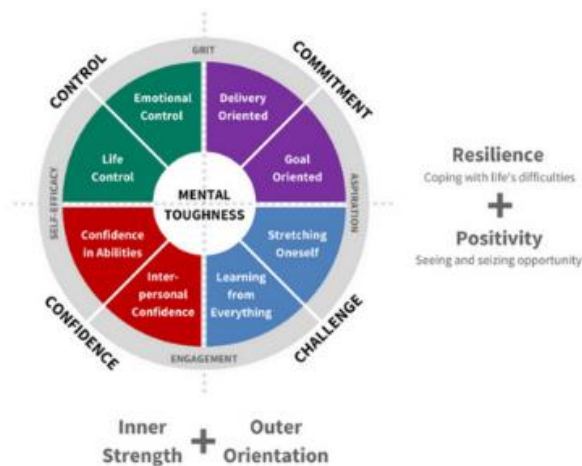 GRIT
CONTROL
COMMITMENT
Emotional
Control
Delivery
Oriented
Life
Control
Goal
Oriented
SELF-EFFICACY
MENTAL
TOUGHNESS
ASPIRATION
Confidence
in Abilities
Stretching
Oneself
Inter-
personal
Confidence
Learning
from
Everything
CONFIDENCE
CHALLENGE
ENGAGEMENT
Resilience
Coping with life's difficulties
+
Positivity
Seeing and seizing opportunity
Inner
Strength
+
Outer
Orientation